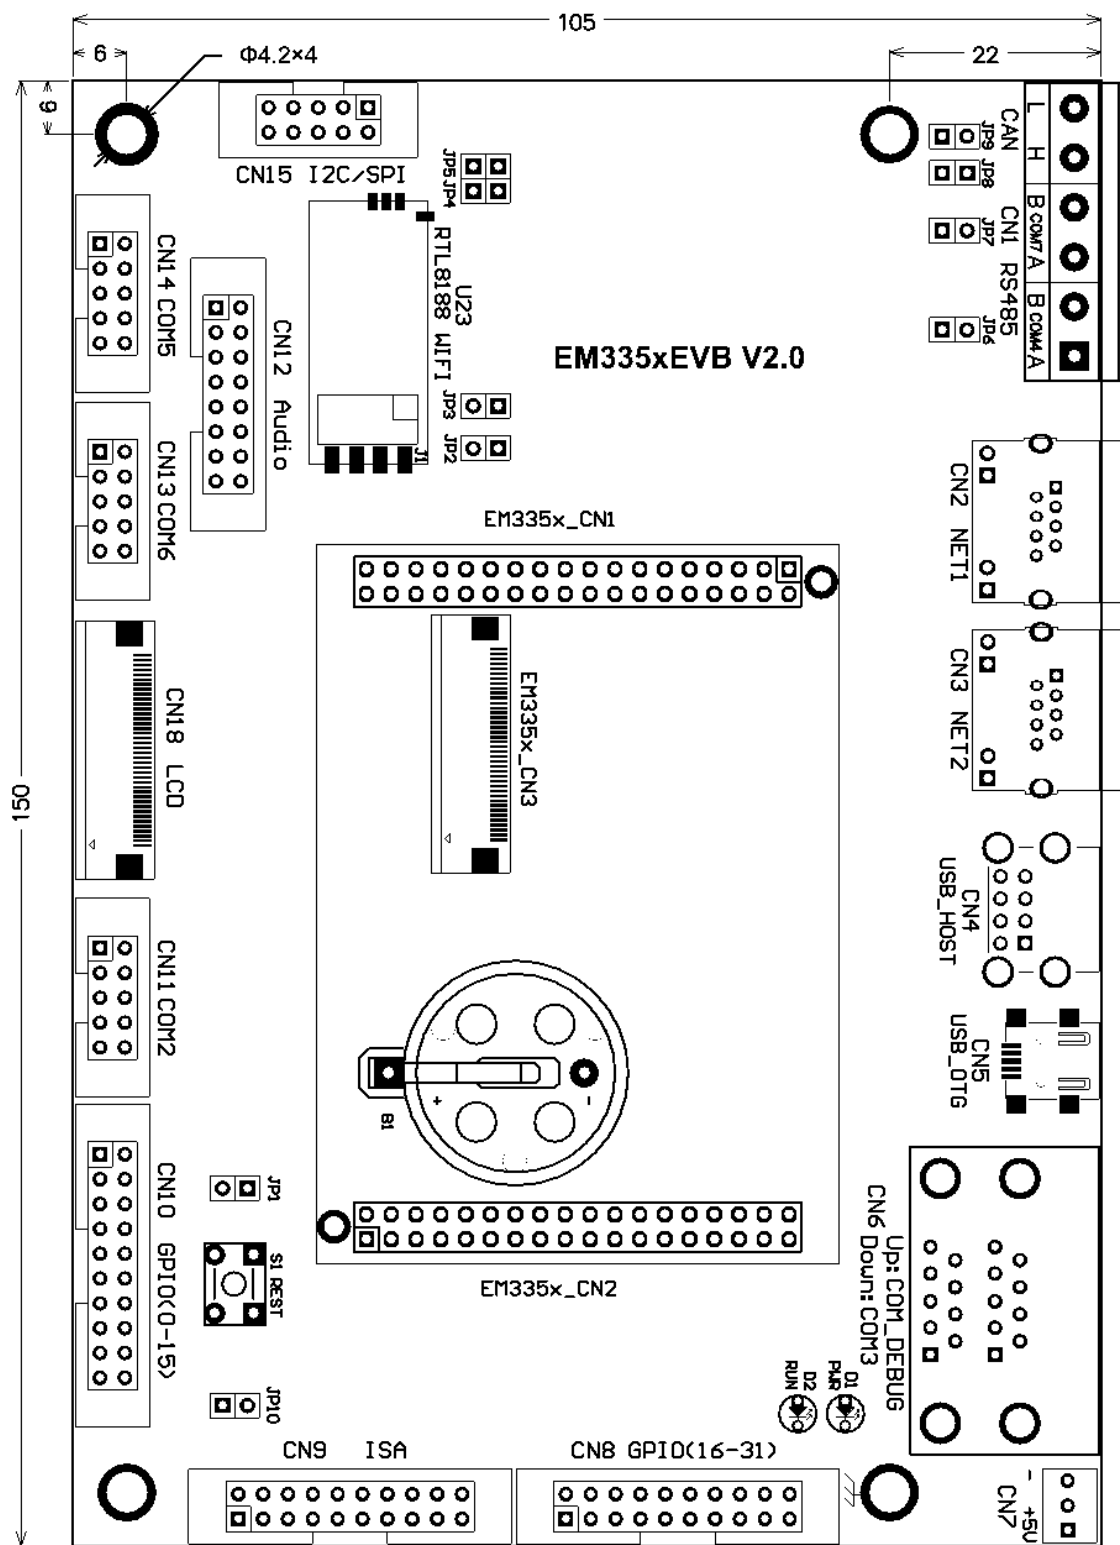 105
6
Φ4.2×4
22
6
CN15 I2C/SPI
JP5
JP4
L
H
CAN
JP9
JP8
B COM7 A
CN1 RS485
JP7
B COM4 A
JP6
CN14 COM5
CN12 Audio
U23
RTL8188 WIFI
EM335xEVB V2.0
JP3
JP2
J1
CN13 COM6
EM335x_CN1
CN2 NET1
CN3 NET2
CN18 LCD
EM335x_CN3
150
CN4
USB_HOST
CN11 COM2
CN5
USB_OTG
+
-
B1
CN10 GPIO(0-15)
JP1
S1 REST
EM335x_CN2
CN6 Up:COM_DEBUG
Down:COM3
JP10
D2
RUN
D1
PWR
CN9 ISA
CN8 GPIO(16-31)
- +5V
CN7